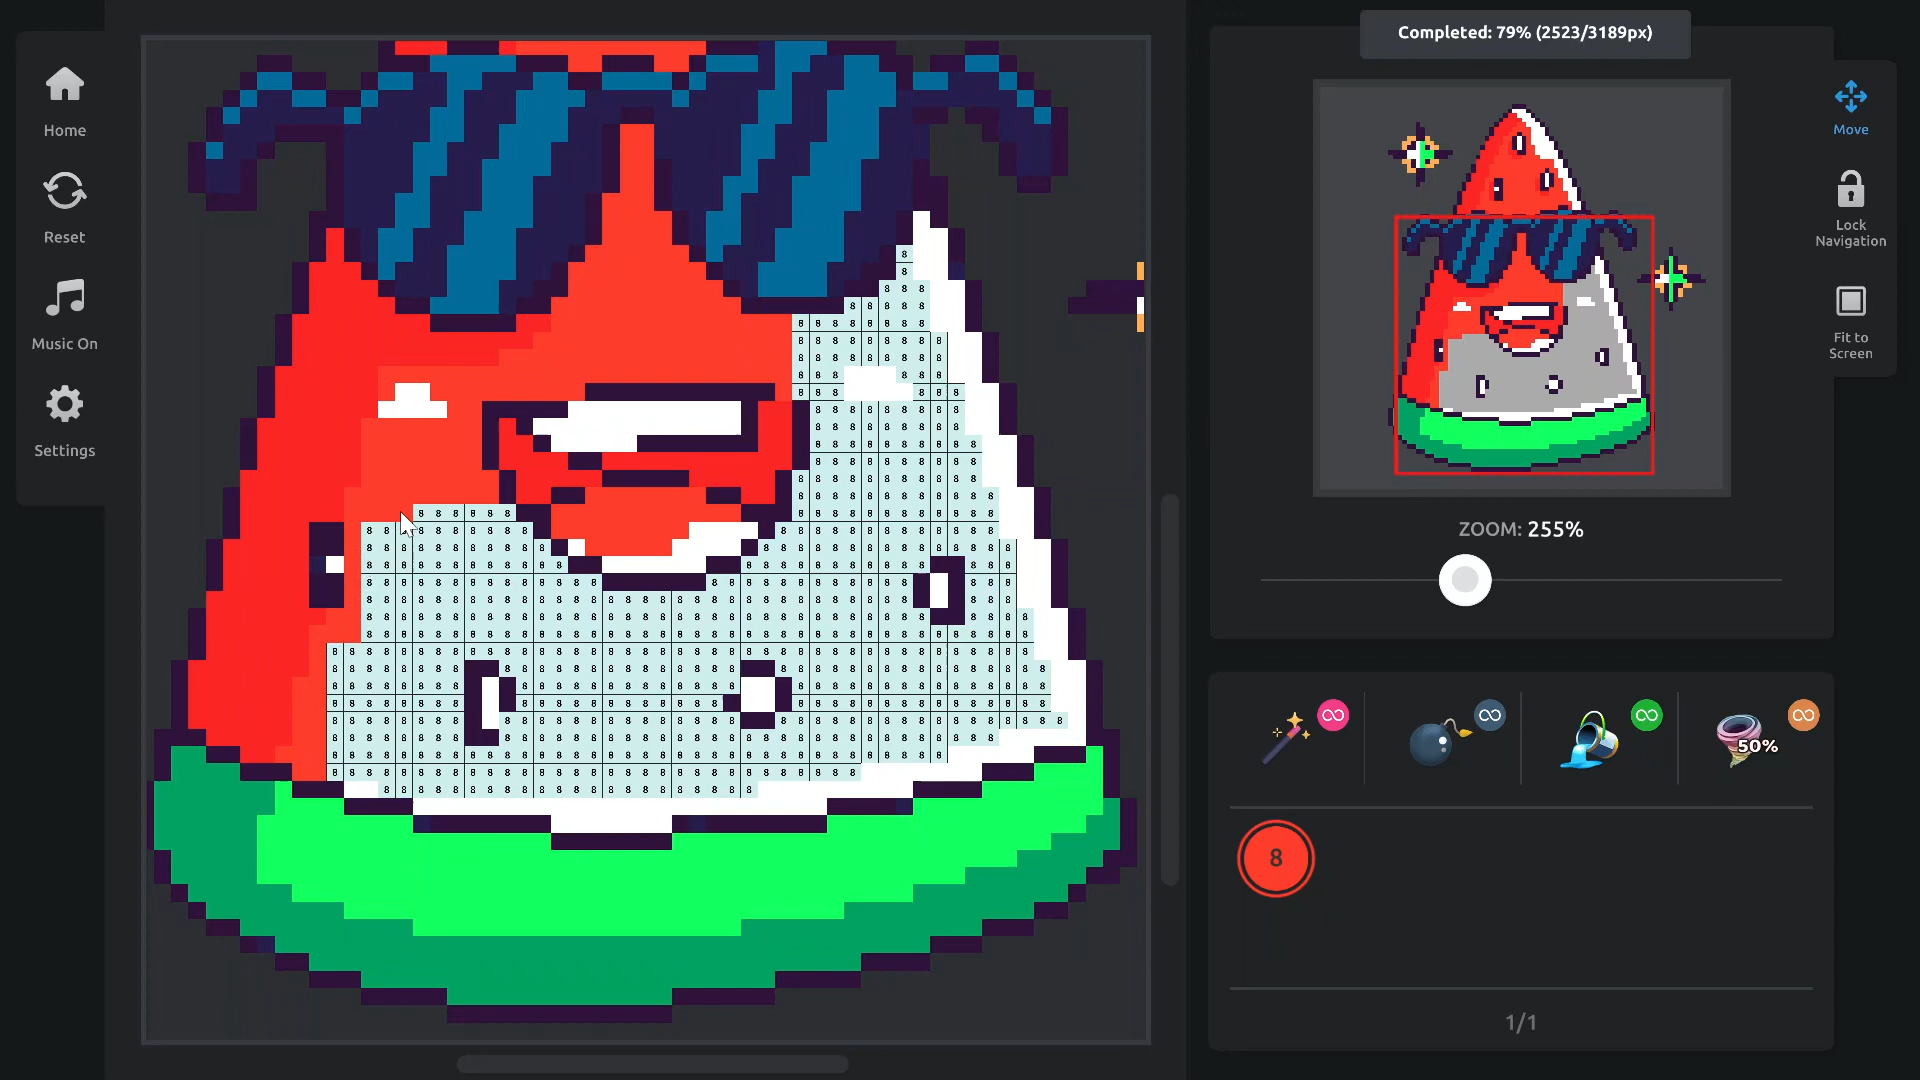 Completed: 79% (2523/3189px)
Home
Reset
Music On
Settings
Move
Lock
Navigation
Fit to
Screen
ZOOM: 255%
50%
8
1/1